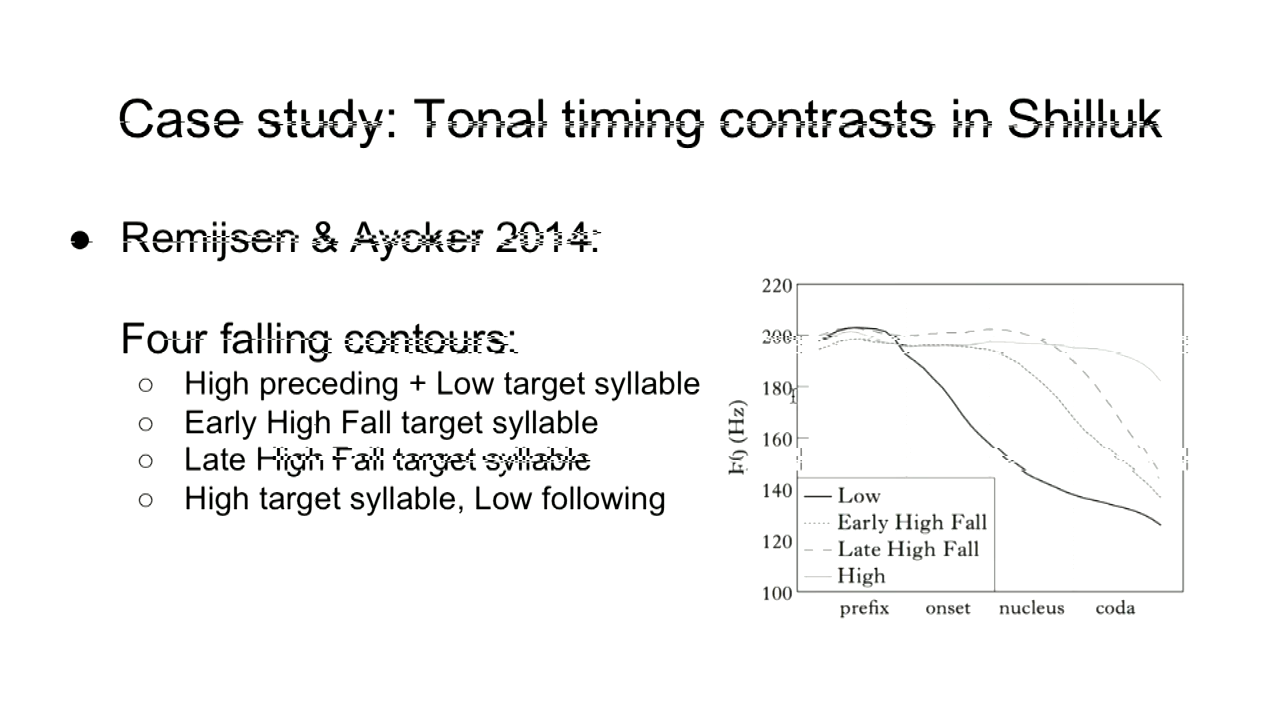 Case study: Tonal timing contrasts in Shilluk
● Remijsen & Ayoker 2014:
Four falling contours:
○ High preceding + Low target syllable
○ Early High Fall target syllable
○ Late High Fall target syllable
○ High target syllable, Low following
220
200
180
160
140
120
100
F0 (Hz)
Low
Early High Fall
Late High Fall
High
prefix onset nucleus coda